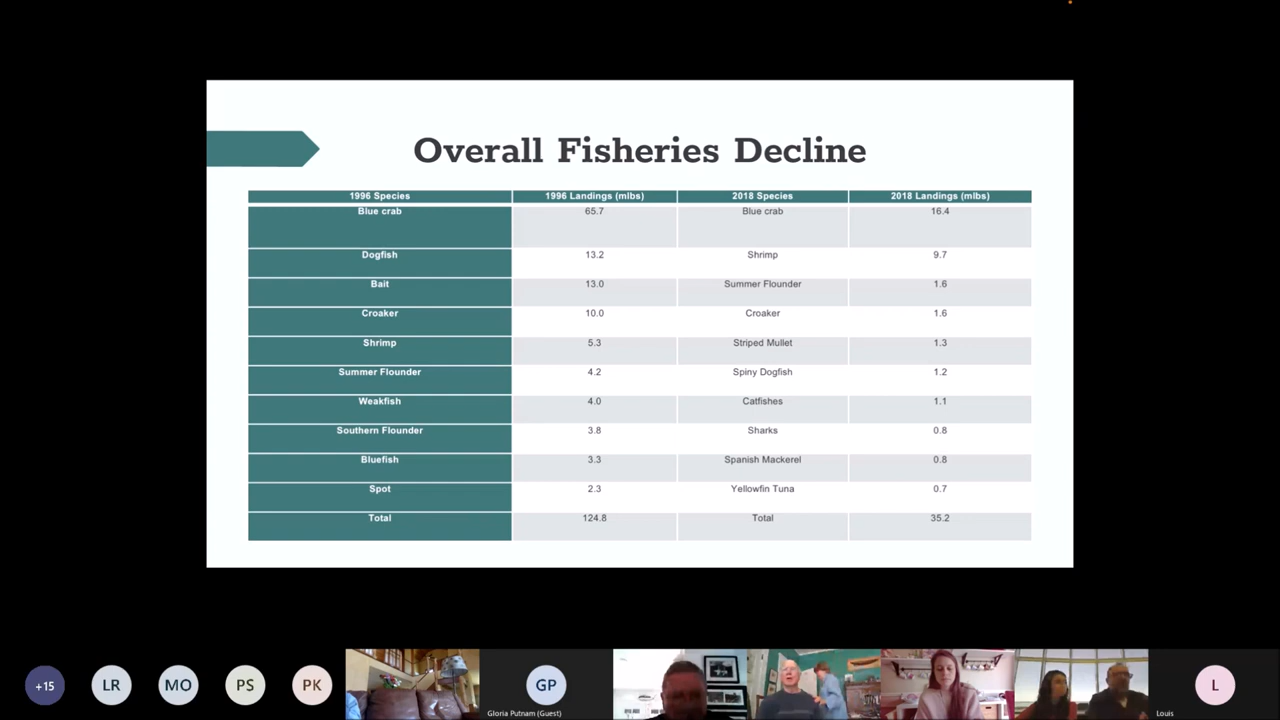 Overall Fisheries Decline
1996 Species 1996 Landings (mlbs) 2018 Species 2018 Landings (mlbs)
Blue crab 65.7 Blue crab 16.4
Dogfish 13.2 Shrimp 9.7
Bait 13.0 Summer Flounder 1.6
Croaker 10.0 Croaker 1.6
Shrimp 5.3 Striped Mullet 1.3
Summer Flounder 4.2 Spiny Dogfish 1.2
Weakfish 4.0 Catfishes 1.1
Southern Flounder 3.8 Sharks 0.8
Bluefish 3.3 Spanish Mackerel 0.8
Spot 2.3 Yellowfin Tuna 0.7
Total 124.8 Total 35.2
+15 LR MO PS PK GP L
Gloria Putnam (Guest) Louis